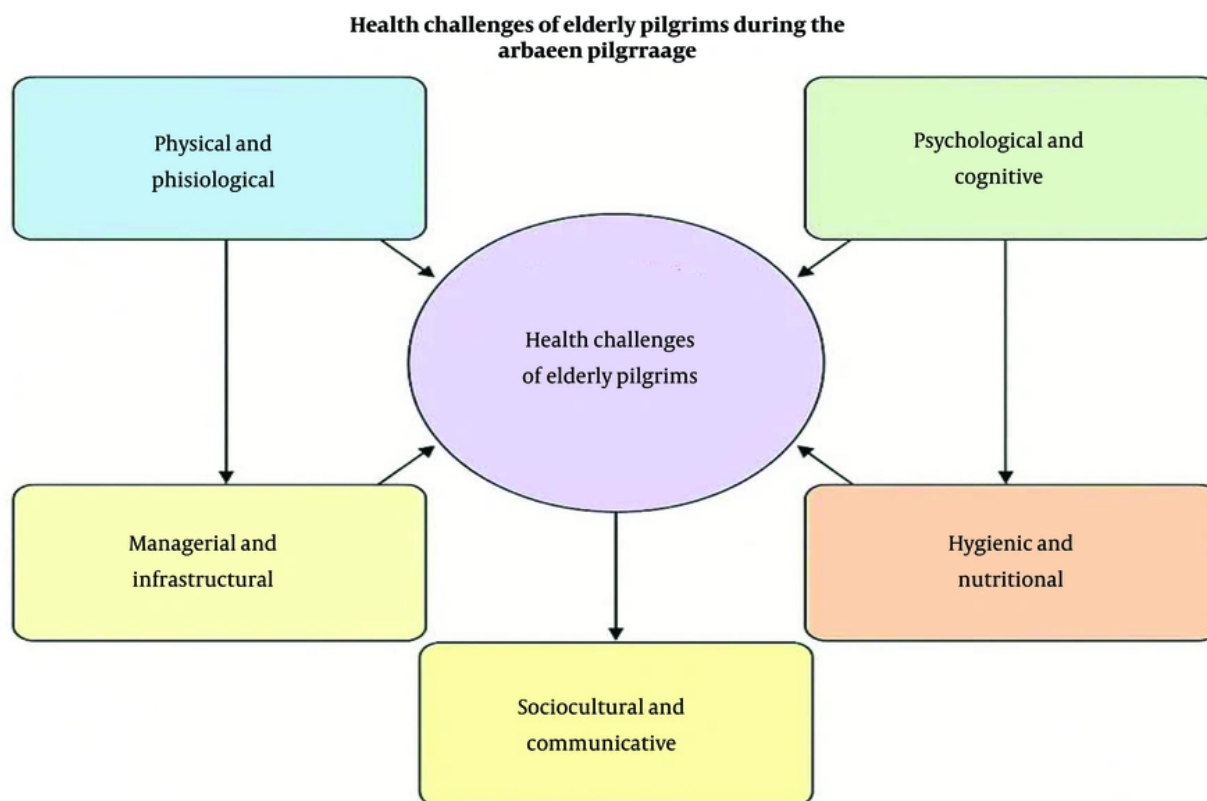 Health challenges of elderly pilgrims during the
arbaeen pilgrraage
Physical and
phisiological
Psychological and
cognitive
Health challenges
of elderly pilgrims
Managerial and
infrastructural
Hygienic and
nutritional
Sociocultural and
communicative